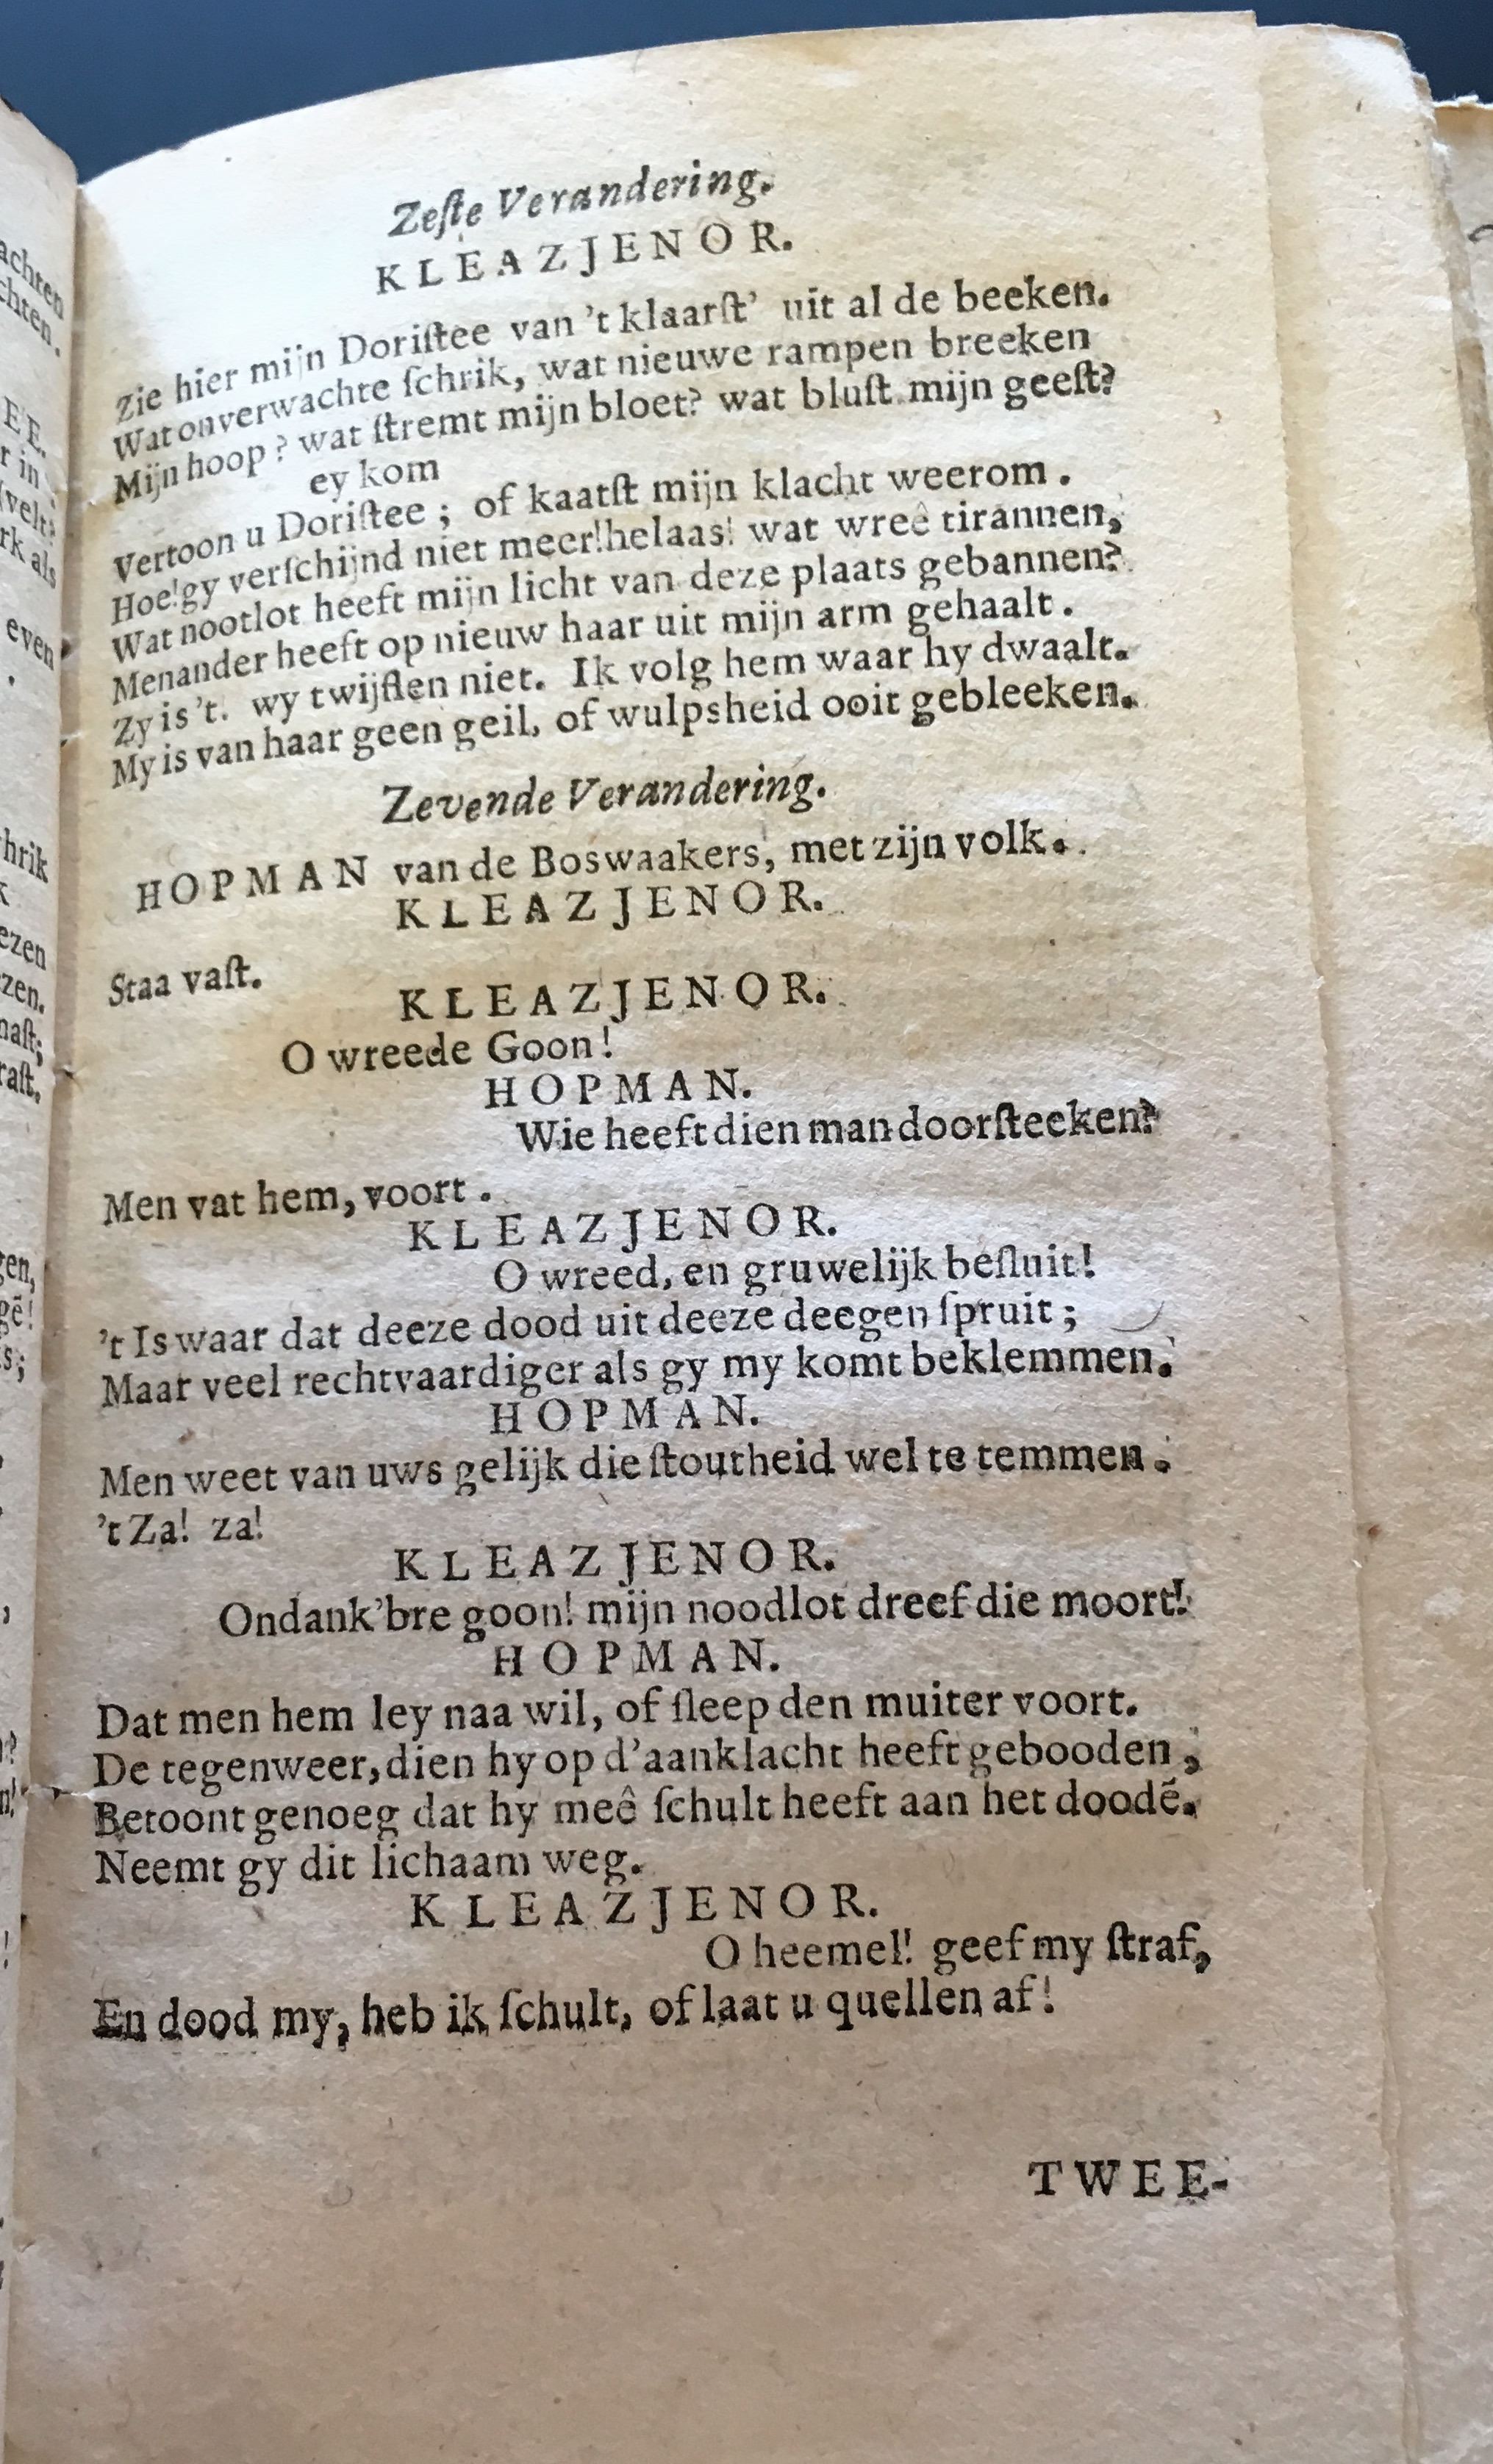 Zeſte Verandering.
KLEAZJENOR.
Zie hier mijn Doriſtee van 't klaarſt' uit al de beeken.
Wat onverwachte ſchrik, wat nieuwe rampen breeken
Mijn hoop? wat ſtremt mijn bloet? wat bluſt mijn geeſt?
ey kom
Vertoon u Doriſtee; of kaatſt mijn klacht weerom.
Hoe! gy verſchijnd niet meer! helaas! wat wreê tirannen,
Wat nootlot heeft mijn licht van deze plaats gebannen?
Menander heeft op nieuw haar uit mijn arm gehaalt.
Zy is 't. wy twijflen niet. Ik volg hem waar hy dwaalt.
My is van haar geen geil, of wulpsheid ooit gebleeken.
Zevende Verandering.
HOPMAN van de Boswaakers, met zijn volk.
KLEAZJENOR.
Staa vaſt.
KLEAZJENOR.
O wreede Goon!
HOPMAN.
Wie heeft dien man doorſteeken?
Men vat hem, voort.
KLEAZJENOR.
O wreed, en gruwelijk beſluit!
't Is waar dat deeze dood uit deeze deegen ſpruit;
Maar veel rechtvaardiger als gy my komt beklemmen.
HOPMAN.
Men weet van uws gelijk die ſtoutheid wel te temmen.
't Za! za!
KLEAZJENOR.
Ondank'bre goon! mijn noodlot dreef die moort!
HOPMAN.
Dat men hem ley naa wil, of ſleep den muiter voort.
De tegenweer, dien hy op d'aanklacht heeft gebooden,
Betoont genoeg dat hy meê ſchult heeft aan het doodē.
Neemt gy dit lichaam weg.
KLEAZJENOR.
O heemel! geef my ſtraf,
En dood my, heb ik ſchult, of laat u quellen af!
TWEE-